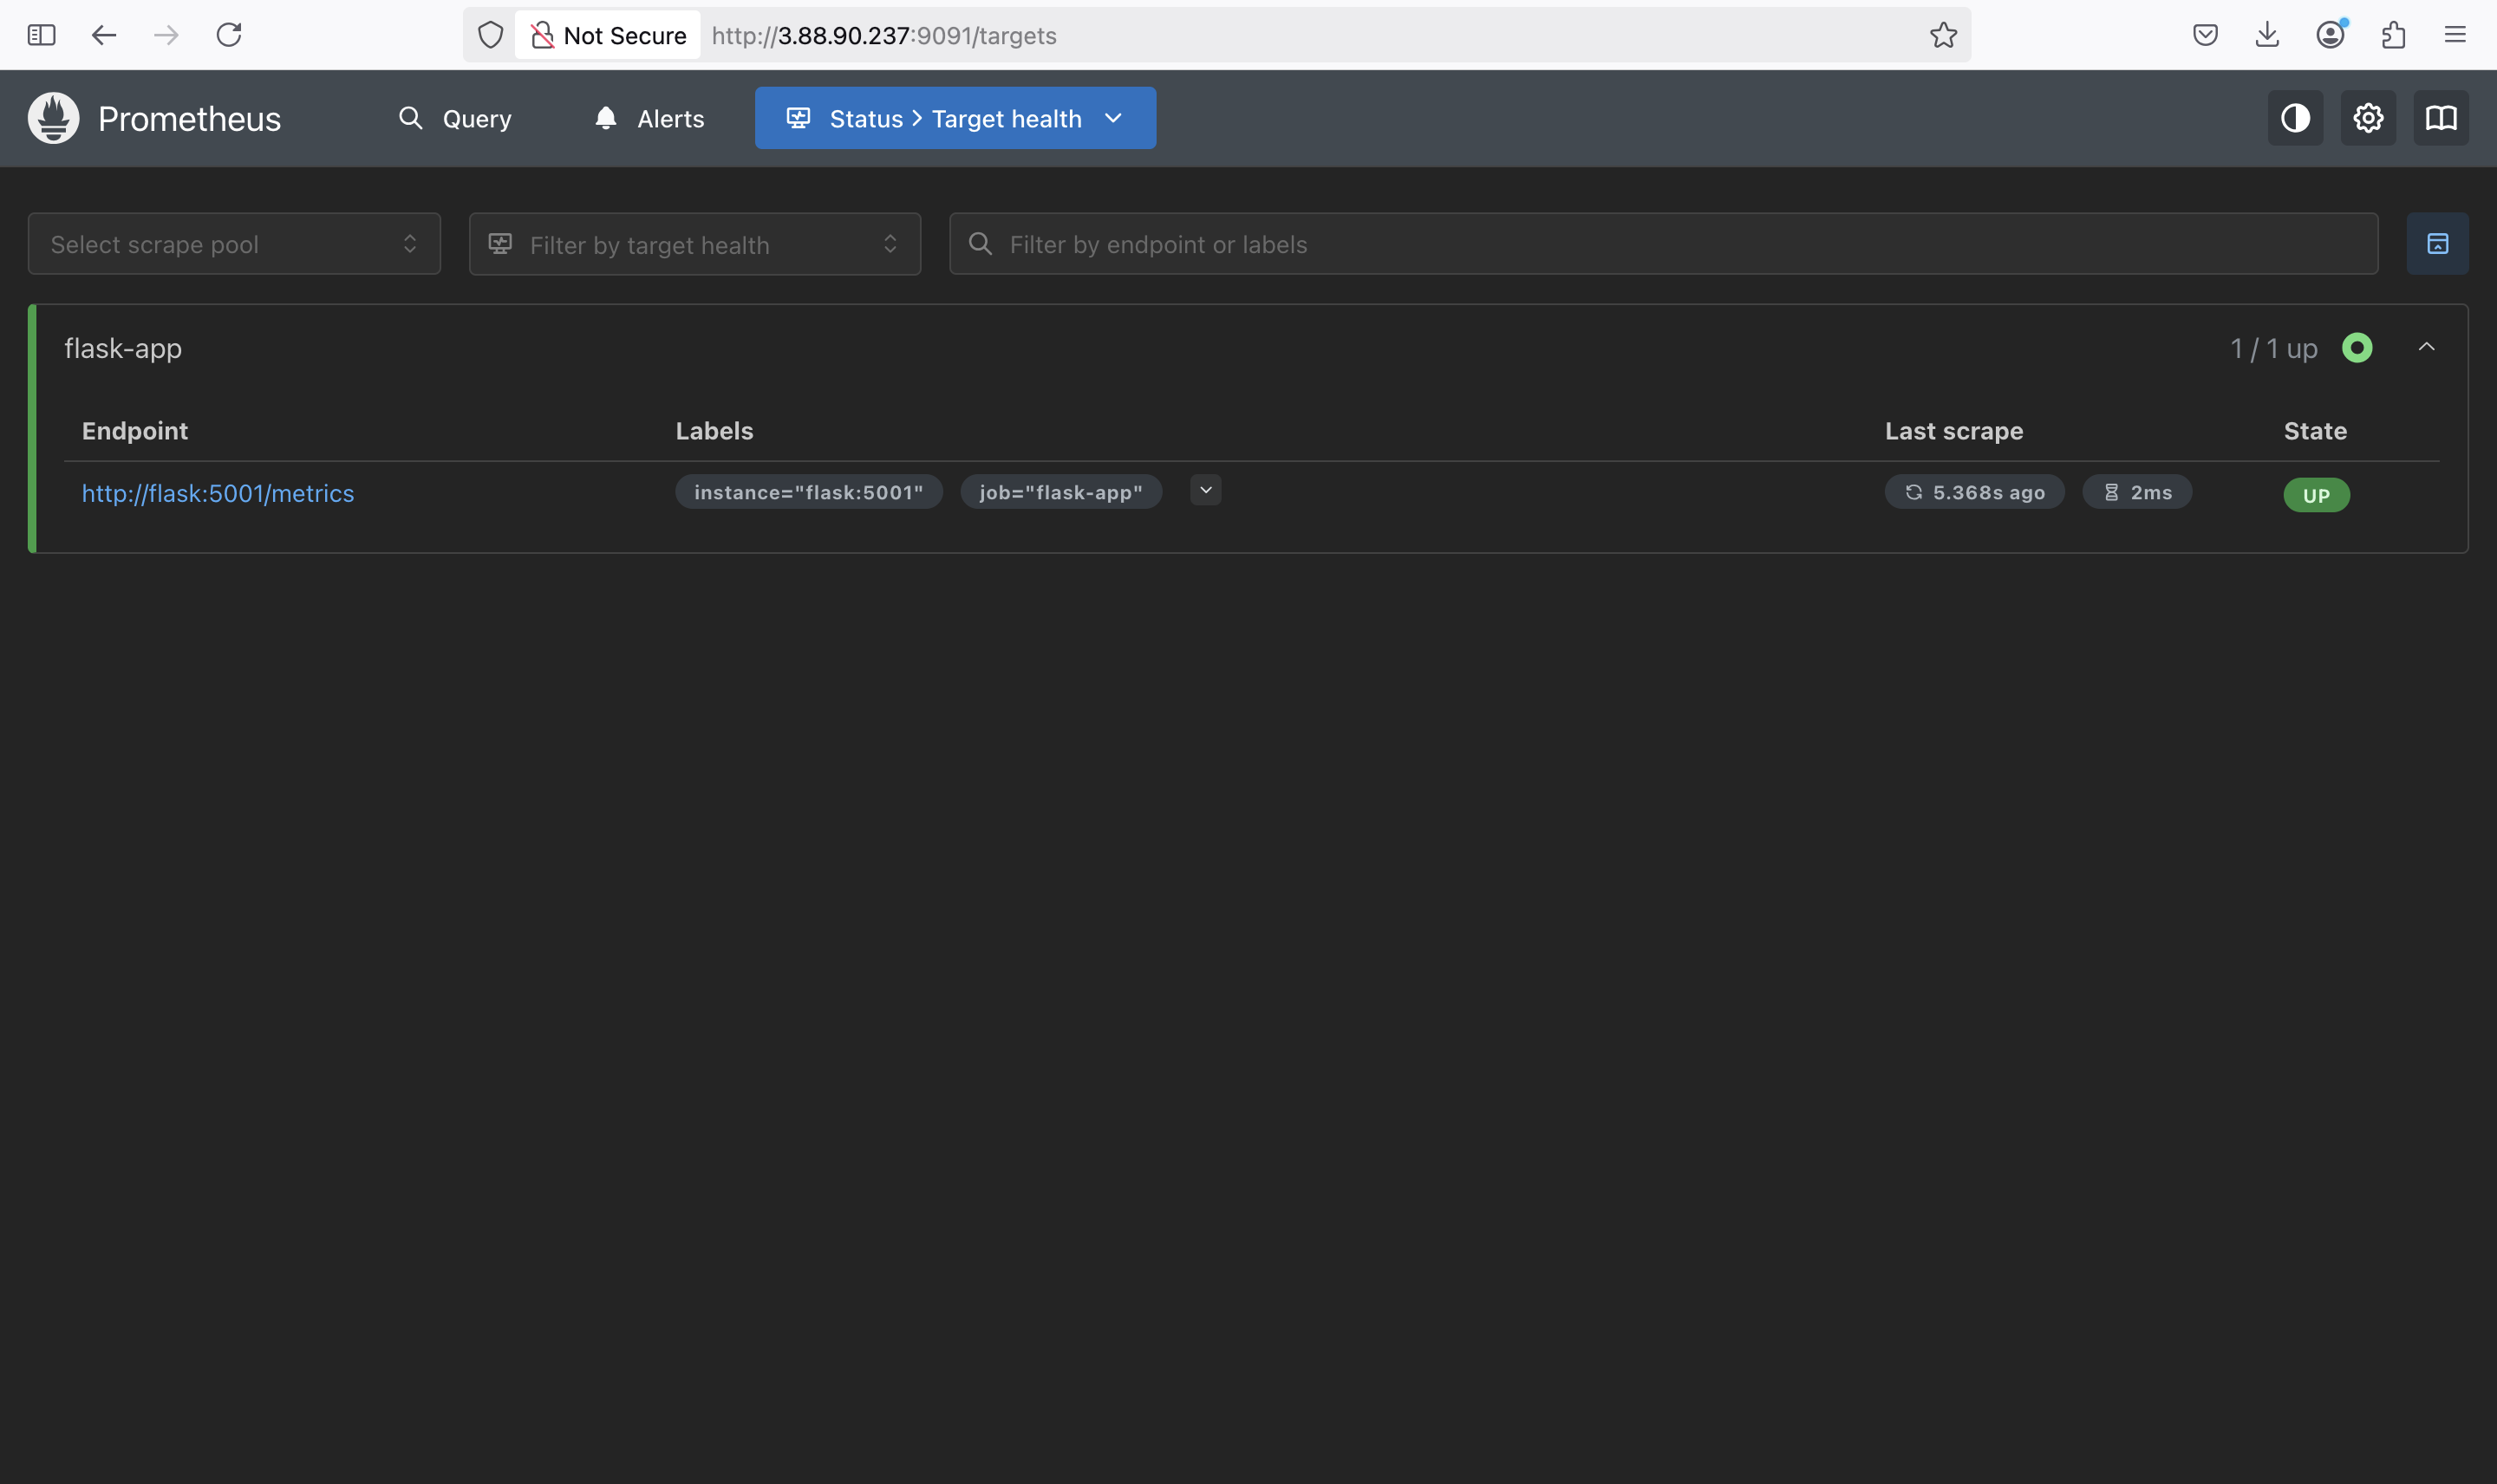 Not Secure http://3.88.90.237:9091/targets
Prometheus Query Alerts Status > Target health
Select scrape pool Filter by target health Filter by endpoint or labels
flask-app 1 / 1 up
Endpoint Labels Last scrape State
http://flask:5001/metrics instance="flask:5001" job="flask-app" 5.368s ago 2ms UP